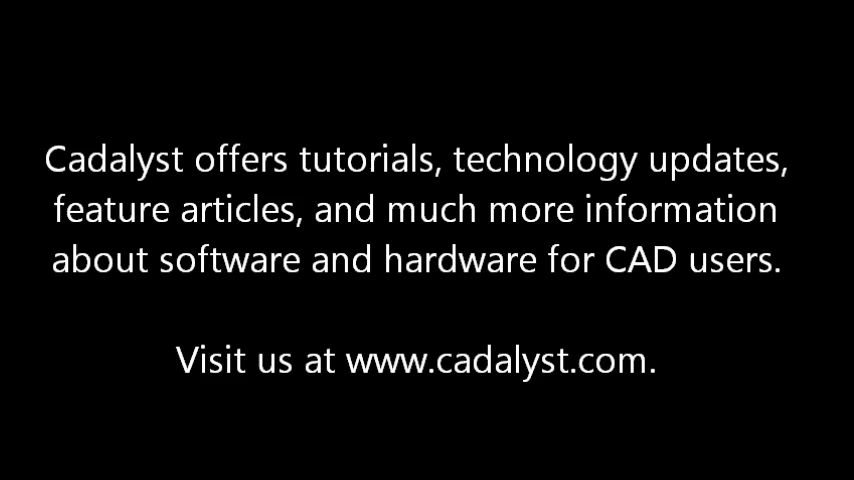 Cadalyst offers tutorials, technology updates,
feature articles, and much more information
about software and hardware for CAD users.
Visit us at www.cadalyst.com.